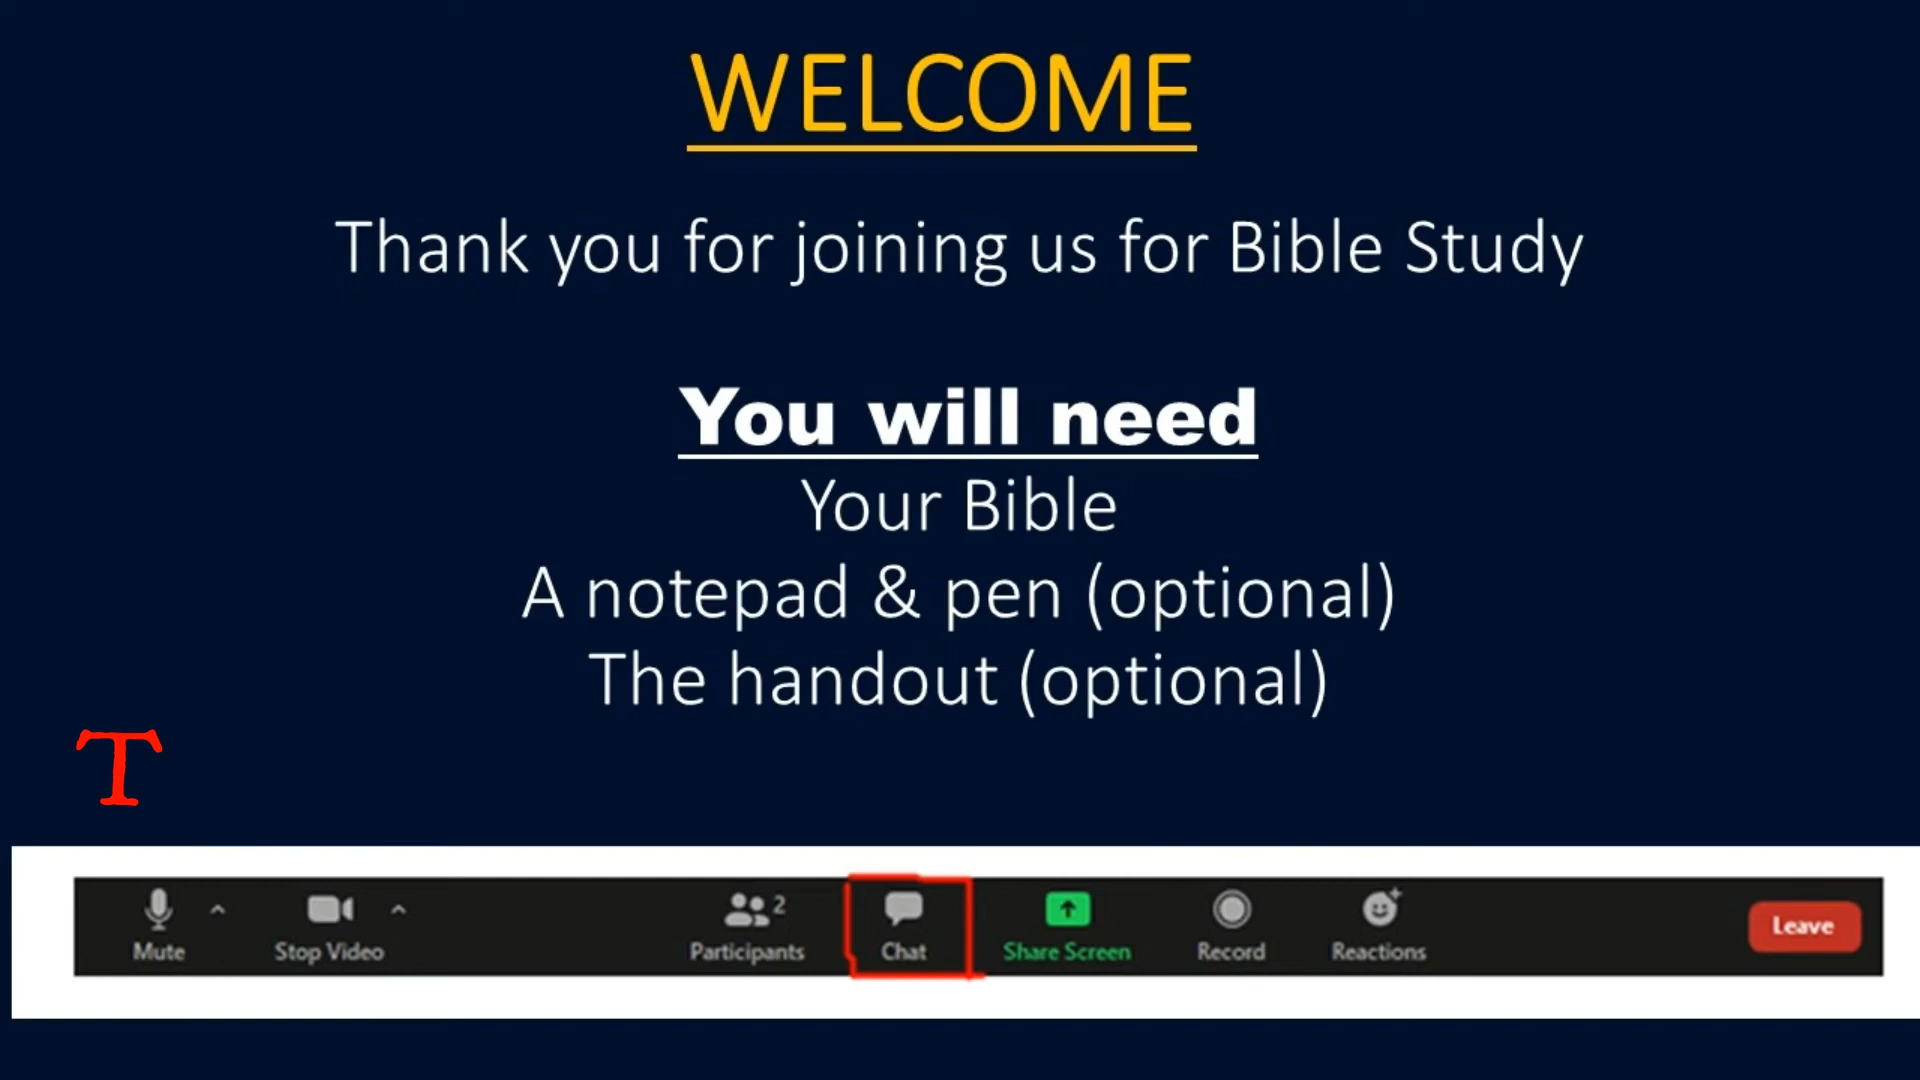 WELCOME
Thank you for joining us for Bible Study
You will need
Your Bible
A notepad & pen (optional)
The handout (optional)
T
2
Mute Stop Video Participants Chat Share Screen Record Reactions Leave